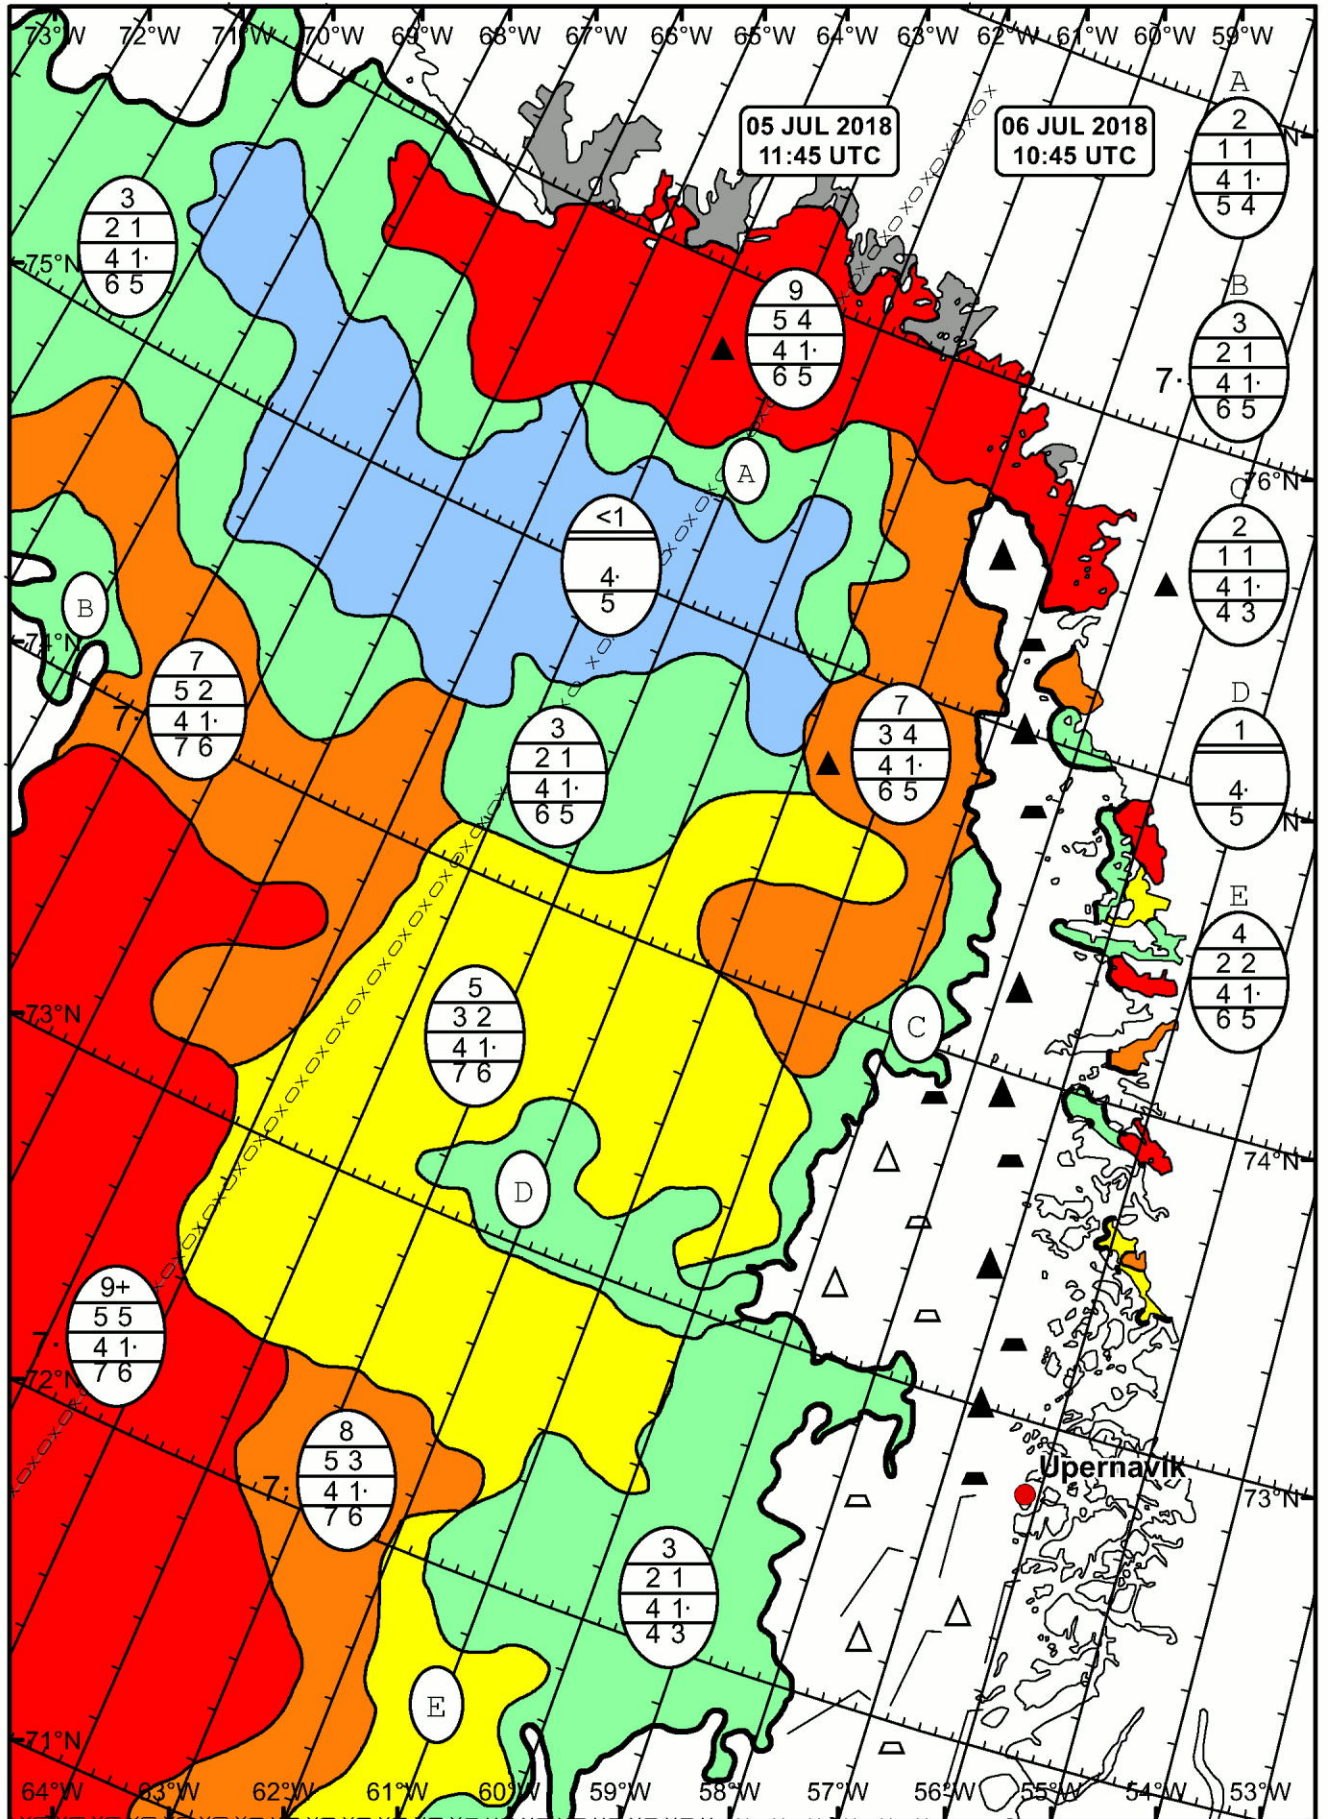 73°W 72°W 71°W 70°W 69°W 68°W 67°W 66°W 65°W 64°W 63°W 62°W 61°W 60°W 59°W
05 JUL 2018
11:45 UTC
06 JUL 2018
10:45 UTC
A
2
1 1
4 1·
5 4
N
3
2 1
4 1·
6 5
75°N
9
5 4
4 1·
6 5
B
3
2 1
7· 4 1·
6 5
A
76°N
<1
4·
5
C
2
1 1
4 1·
4 3
B
74°N
7
5 2
7· 4 1·
7 6
3
2 1
4 1·
6 5
7
3 4
4 1·
6 5
D
1
4·
5
N
E
4
2 2
4 1·
6 5
73°N
5
3 2
4 1·
7 6
C
D
74°N
9+
5 5
7· 4 1·
7 6
72°N
8
5 3
7· 4 1·
7 6
Upernavik
73°N
3
2 1
4 1·
4 3
E
71°N
64°W 63°W 62°W 61°W 60°W 59°W 58°W 57°W 56°W 55°W 54°W 53°W